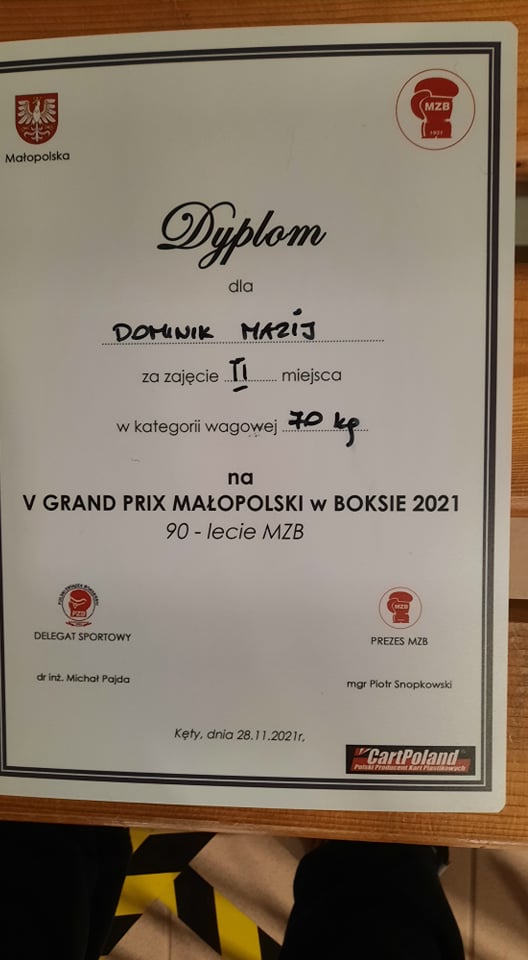 MZB
1931
Małopolska
Dyplom
dla
DOMINIK MAZIJ
za zajęcie II miejsca
w kategorii wagowej 70 kg
na
V GRAND PRIX MAŁOPOLSKI w BOKSIE 2021
90 - lecie MZB
PZB
MZB
DELEGAT SPORTOWY
PREZES MZB
dr inż. Michał Pajda
mgr Piotr Snopkowski
Kęty, dnia 28.11.2021r,
CartPoland
Polski Producent Kart Plastikowych